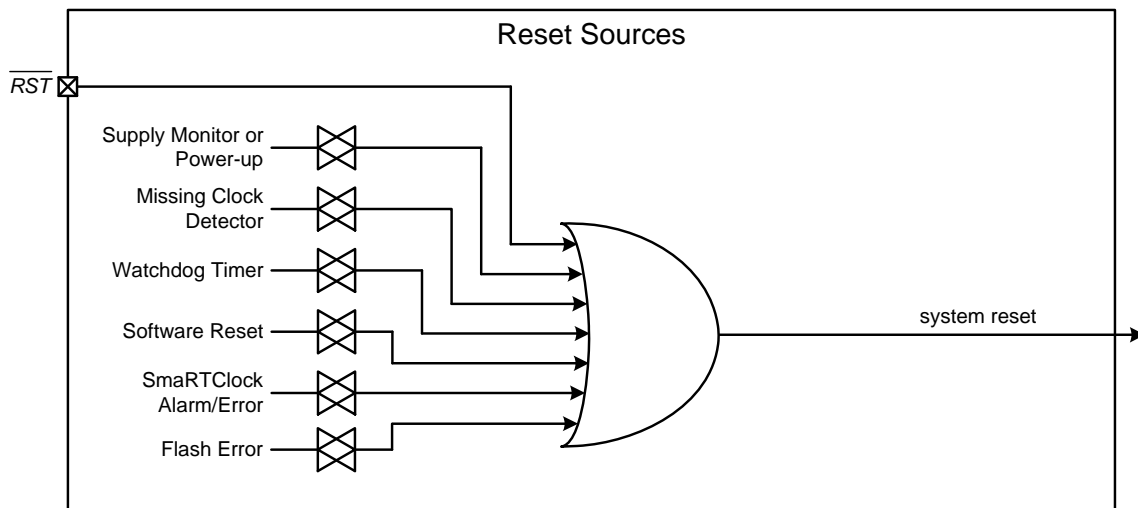 Reset Sources
RST
Supply Monitor or
Power-up
Missing Clock
Detector
Watchdog Timer
Software Reset
SmaRTClock
Alarm/Error
Flash Error
system reset